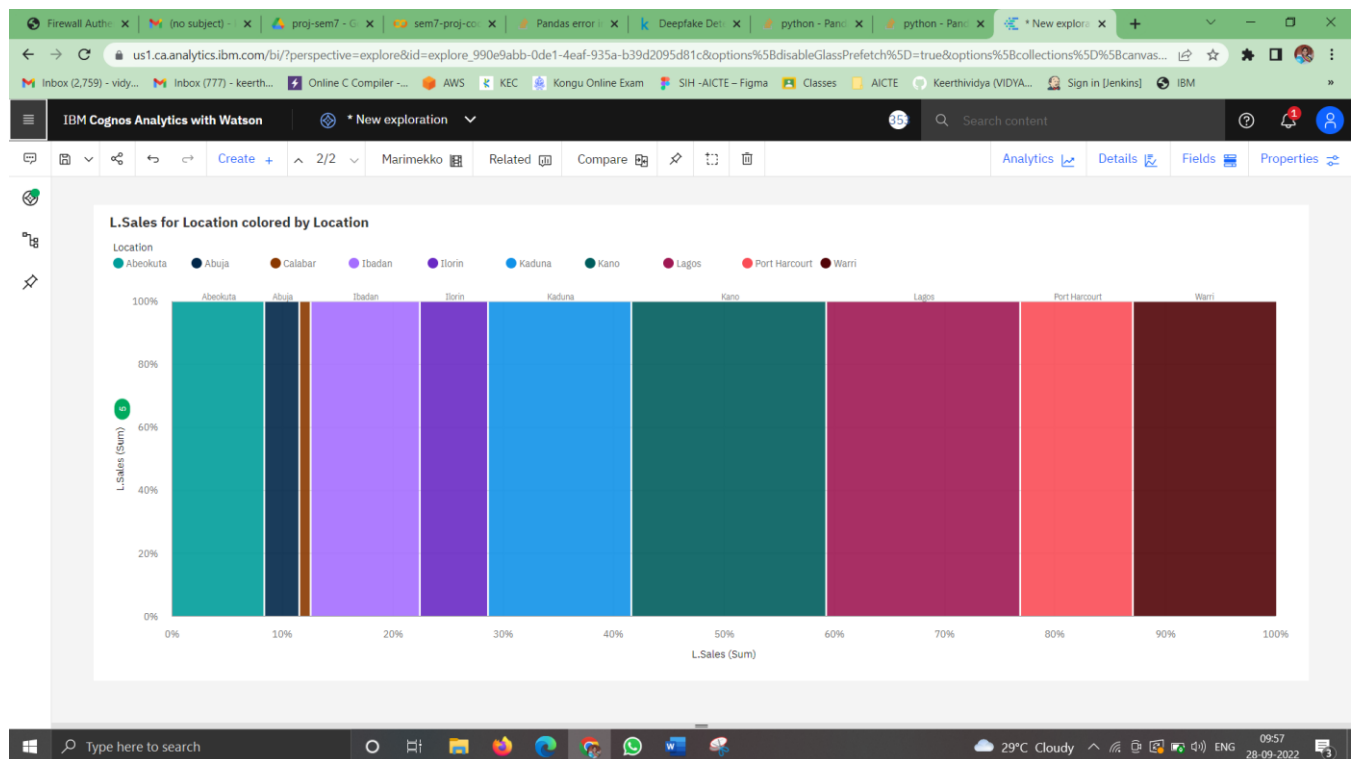 Firewall Authe
(no subject) -
proj-sem7 - G
sem7-proj-co
Pandas error i
Deepfake Det
python - Pand
python - Pand
* New explora
us1.ca.analytics.ibm.com/bi/?perspective=explore&id=explore_990e9abb-0de1-4eaf-935a-b39d2095d81c&options%5BdisableGlassPrefetch%5D=true&options%5Bcollections%5D%5Bcanvas...
Inbox (2,759) - vidy...
Inbox (777) - keerth...
Online C Compiler -...
AWS
KEC
Kongu Online Exam
SIH -AICTE – Figma
Classes
AICTE
Keerthividya (VIDYA...
Sign in [Jenkins]
IBM
»
IBM Cognos Analytics with Watson
* New exploration
Search content
1
Create +
2/2
Marimekko
Related
Compare
Analytics
Details
Fields
Properties
L.Sales for Location colored by Location
Location
Abeokuta Abuja Calabar Ibadan Ilorin Kaduna Kano Lagos Port Harcourt Warri
Abeokuta Abuja Ibadan Ilorin Kaduna Kano Lagos Port Harcourt Warri
100%
80%
60%
40%
20%
0%
L.Sales (Sum)
0% 10% 20% 30% 40% 50% 60% 70% 80% 90% 100%
L.Sales (Sum)
Type here to search
29°C Cloudy
ENG
09:57
28-09-2022
3